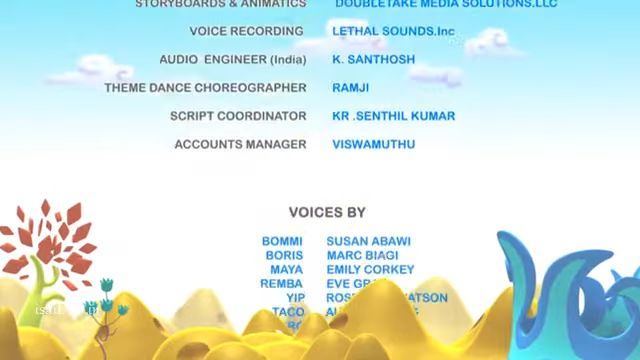 STORYBOARDS & ANIMATICS DOUBLETAKE MEDIA SOLUTIONS.LLC
VOICE RECORDING LETHAL SOUNDS.Inc
AUDIO ENGINEER (India) K. SANTHOSH
THEME DANCE CHOREOGRAPHER RAMJI
SCRIPT COORDINATOR KR .SENTHIL KUMAR
ACCOUNTS MANAGER VISWAMUTHU
VOICES BY
BOMMI SUSAN ABAWI
BORIS MARC BIAGI
MAYA EMILY CORKEY
REMBA EVE
YIP
TACO